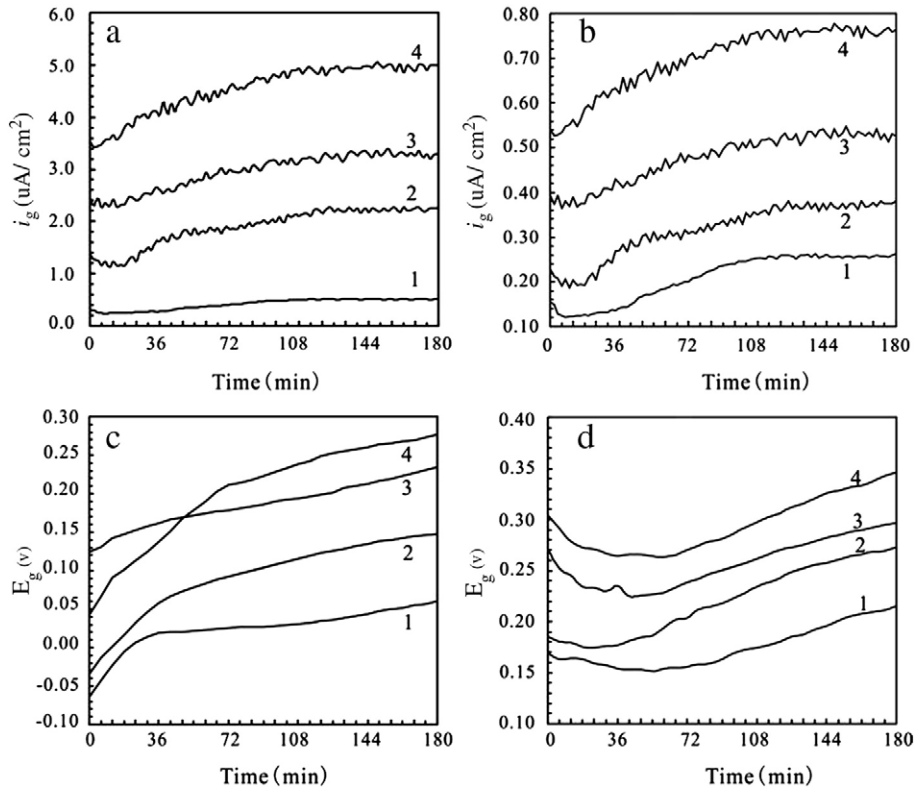 a
i_g (uA/ cm²)
6.0
5.0
4.0
3.0
2.0
1.0
0.0
4
3
2
1
0 36 72 108 144 180
Time (min)
b
i_g (uA/ cm²)
0.80
0.70
0.60
0.50
0.40
0.30
0.20
0.10
4
3
2
1
0 36 72 108 144 180
Time (min)
c
E_g (v)
0.30
0.25
0.20
0.15
0.10
0.05
0.00
-0.05
-0.10
4
3
2
1
0 36 72 108 144 180
Time (min)
d
E_g (v)
0.40
0.35
0.30
0.25
0.20
0.15
0.10
4
3
2
1
0 36 72 108 144 180
Time (min)